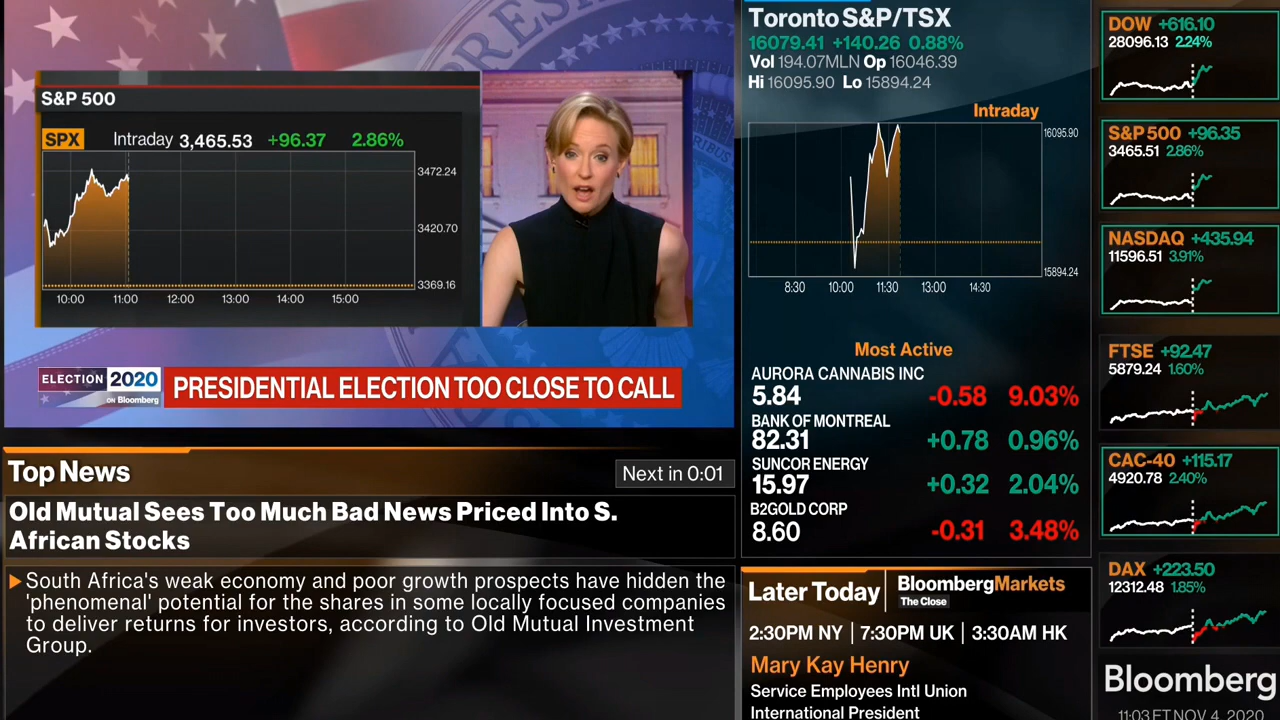 S&P 500
SPX Intraday 3,465.53 +96.37 2.86%
3472.24
3420.70
3369.16
10:00 11:00 12:00 13:00 14:00 15:00
ELECTION 2020
ON Bloomberg
PRESIDENTIAL ELECTION TOO CLOSE TO CALL
Top News
Next in 0:01
Old Mutual Sees Too Much Bad News Priced Into S.
African Stocks
South Africa's weak economy and poor growth prospects have hidden the
'phenomenal' potential for the shares in some locally focused companies
to deliver returns for investors, according to Old Mutual Investment
Group.
Toronto S&P/TSX
16079.41 +140.26 0.88%
Vol 194.07MLN Op 16046.39
Hi 16095.90 Lo 15894.24
Intraday
16095.90
15894.24
8:30 10:00 11:30 13:00 14:30
Most Active
AURORA CANNABIS INC
5.84 -0.58 9.03%
BANK OF MONTREAL
82.31 +0.78 0.96%
SUNCOR ENERGY
15.97 +0.32 2.04%
B2GOLD CORP
8.60 -0.31 3.48%
Later Today
BloombergMarkets
The Close
2:30PM NY | 7:30PM UK | 3:30AM HK
Mary Kay Henry
Service Employees Intl Union
International President
DOW +616.10
28096.13 2.24%
S&P 500 +96.35
3465.51 2.86%
NASDAQ +435.94
11596.51 3.91%
FTSE +92.47
5879.24 1.60%
CAC-40 +115.17
4920.78 2.40%
DAX +223.50
12312.48 1.85%
Bloomberg
11:03 ET NOV 4, 2020